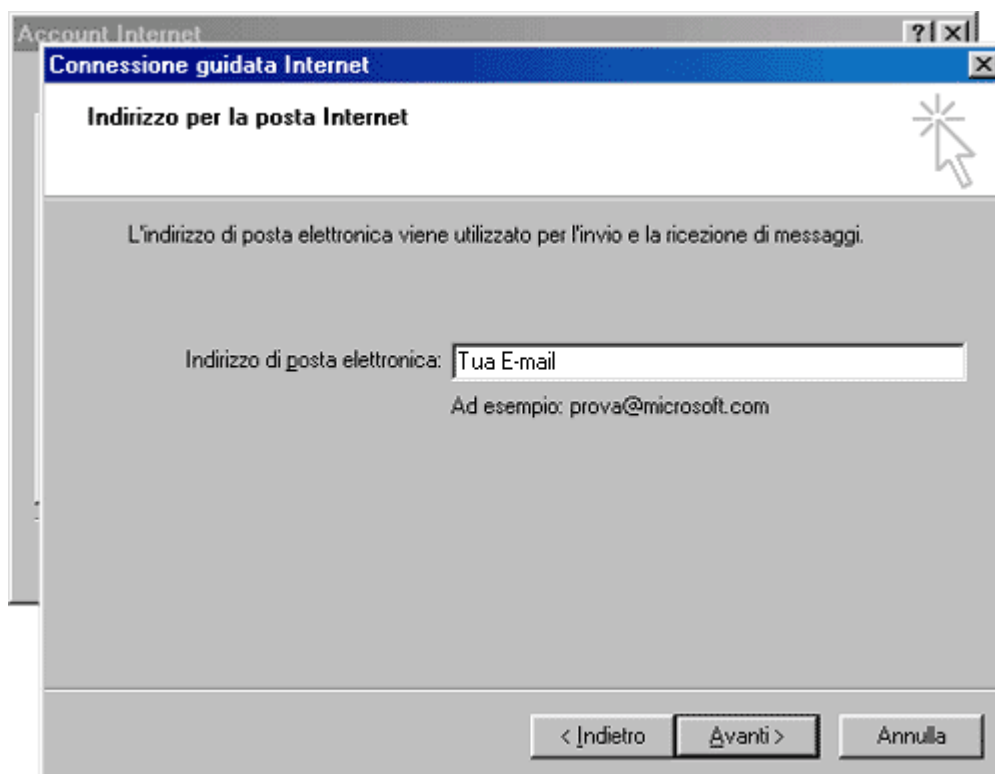 Account Internet
Connessione guidata Internet
Indirizzo per la posta Internet
L'indirizzo di posta elettronica viene utilizzato per l'invio e la ricezione di messaggi.
Indirizzo di posta elettronica: Tua E-mail
Ad esempio: prova@microsoft.com
< Indietro Avanti > Annulla